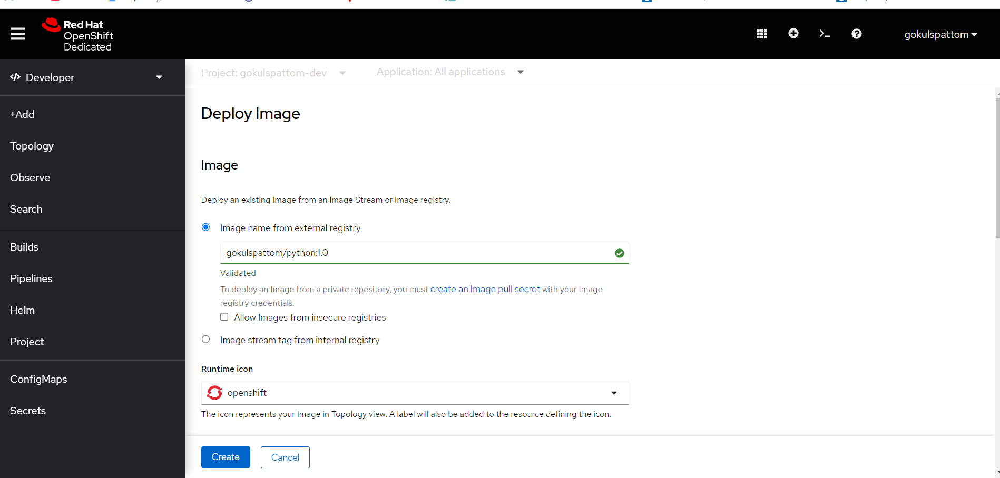 Red Hat
OpenShift
Dedicated
gokulspattom
Developer
+Add
Topology
Observe
Search
Builds
Pipelines
Helm
Project
ConfigMaps
Secrets
Project: gokulspattom-dev
Application: All applications
Deploy Image
Image
Deploy an existing Image from an Image Stream or Image registry.
Image name from external registry
gokulspattom/python:1.0
Validated
To deploy an Image from a private repository, you must create an Image pull secret with your Image
registry credentials.
Allow Images from insecure registries
Image stream tag from internal registry
Runtime icon
openshift
The icon represents your Image in Topology view. A label will also be added to the resource defining the icon.
Create
Cancel